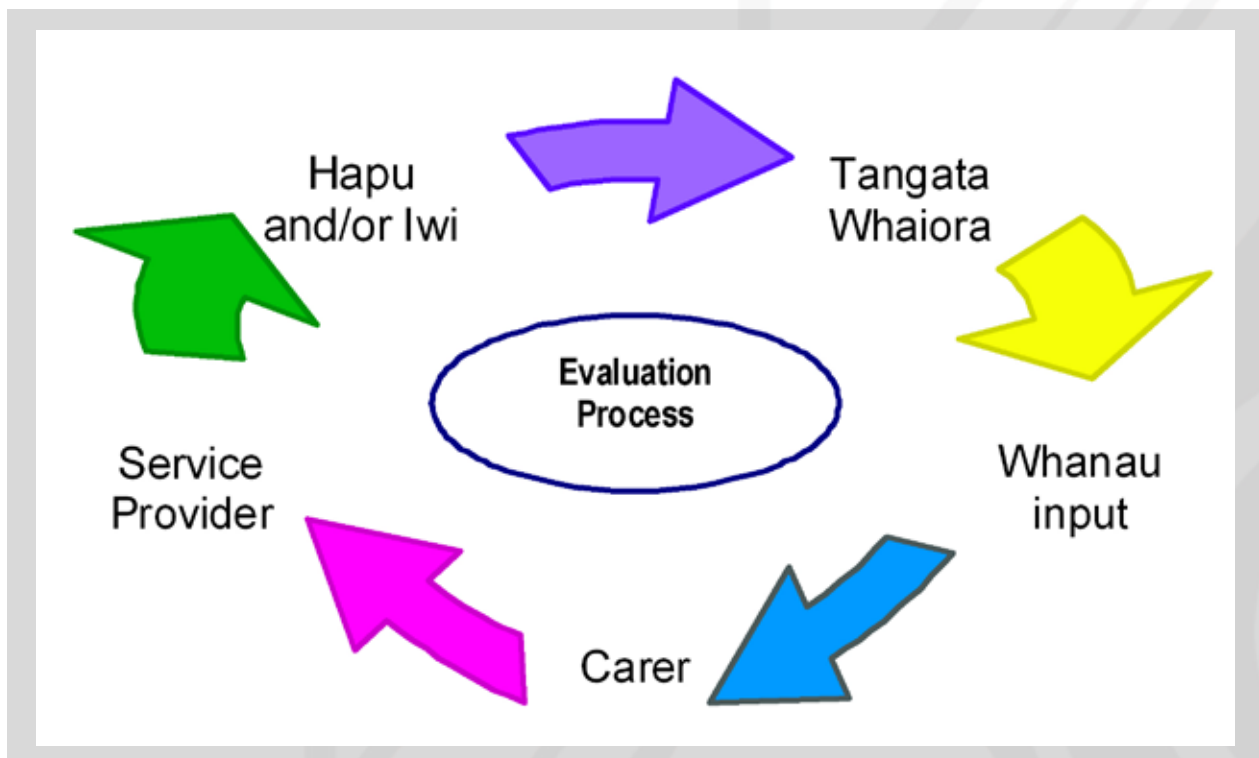 Hapu
and/or Iwi
Tangata
Whaiora
Evaluation
Process
Service
Provider
Whanau
input
Carer